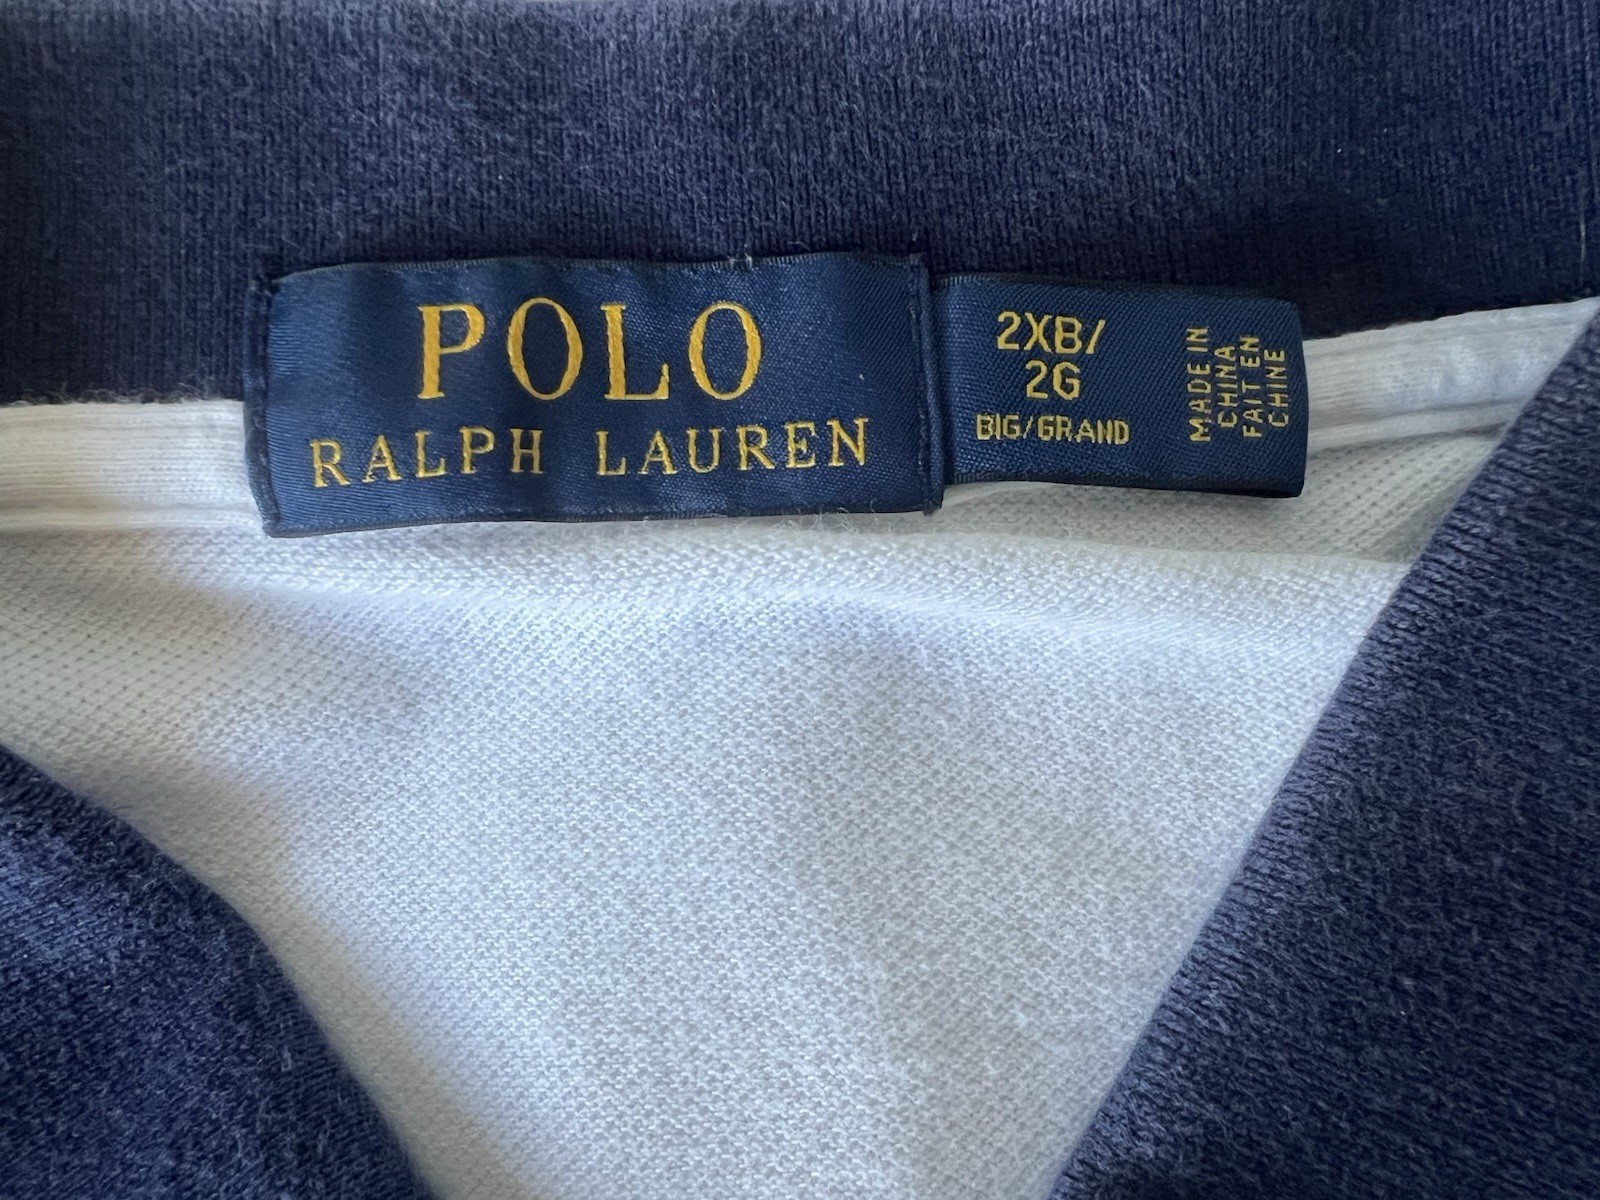 POLO
RALPH LAUREN
2XB/
2G
BIG/GRAND
MADE IN
CHINA
FAIT EN
CHINE